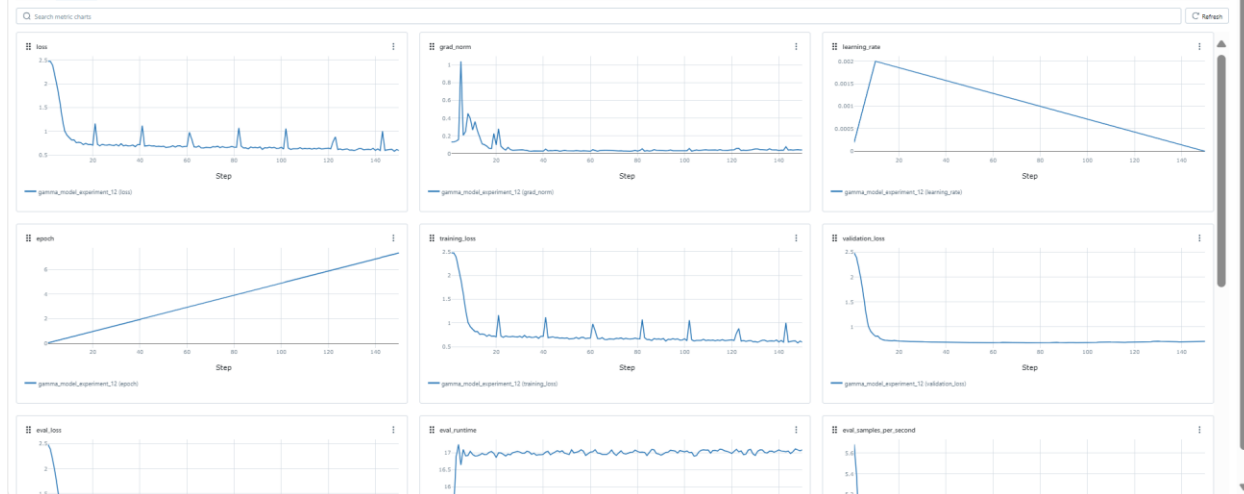 Search metric charts
Refresh
loss
2.5
2
1.5
1
0.5
20 40 60 80 100 120 140
Step
gamma_model_experiment_12 (loss)
grad_norm
1
0.8
0.6
0.4
0.2
0
20 40 60 80 100 120 140
Step
gamma_model_experiment_12 (grad_norm)
learning_rate
0.002
0.0015
0.001
0.0005
0
20 40 60 80 100 120 140
Step
gamma_model_experiment_12 (learning_rate)
epoch
6
4
2
0
20 40 60 80 100 120 140
Step
gamma_model_experiment_12 (epoch)
training_loss
2.5
2
1.5
1
0.5
20 40 60 80 100 120 140
Step
gamma_model_experiment_12 (training_loss)
validation_loss
2.5
2
1.5
1
20 40 60 80 100 120 140
Step
gamma_model_experiment_12 (validation_loss)
eval_loss
2.5
2
eval_runtime
17
16.5
16
eval_samples_per_second
5.6
5.4